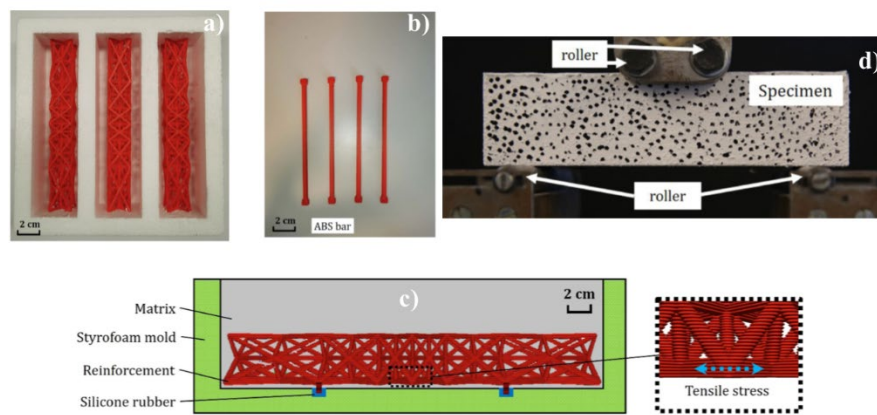 a)
2 cm
b)
2 cm
ABS bar
d)
roller
Specimen
roller
c)
2 cm
Matrix
Styrofoam mold
Reinforcement
Silicone rubber
Tensile stress